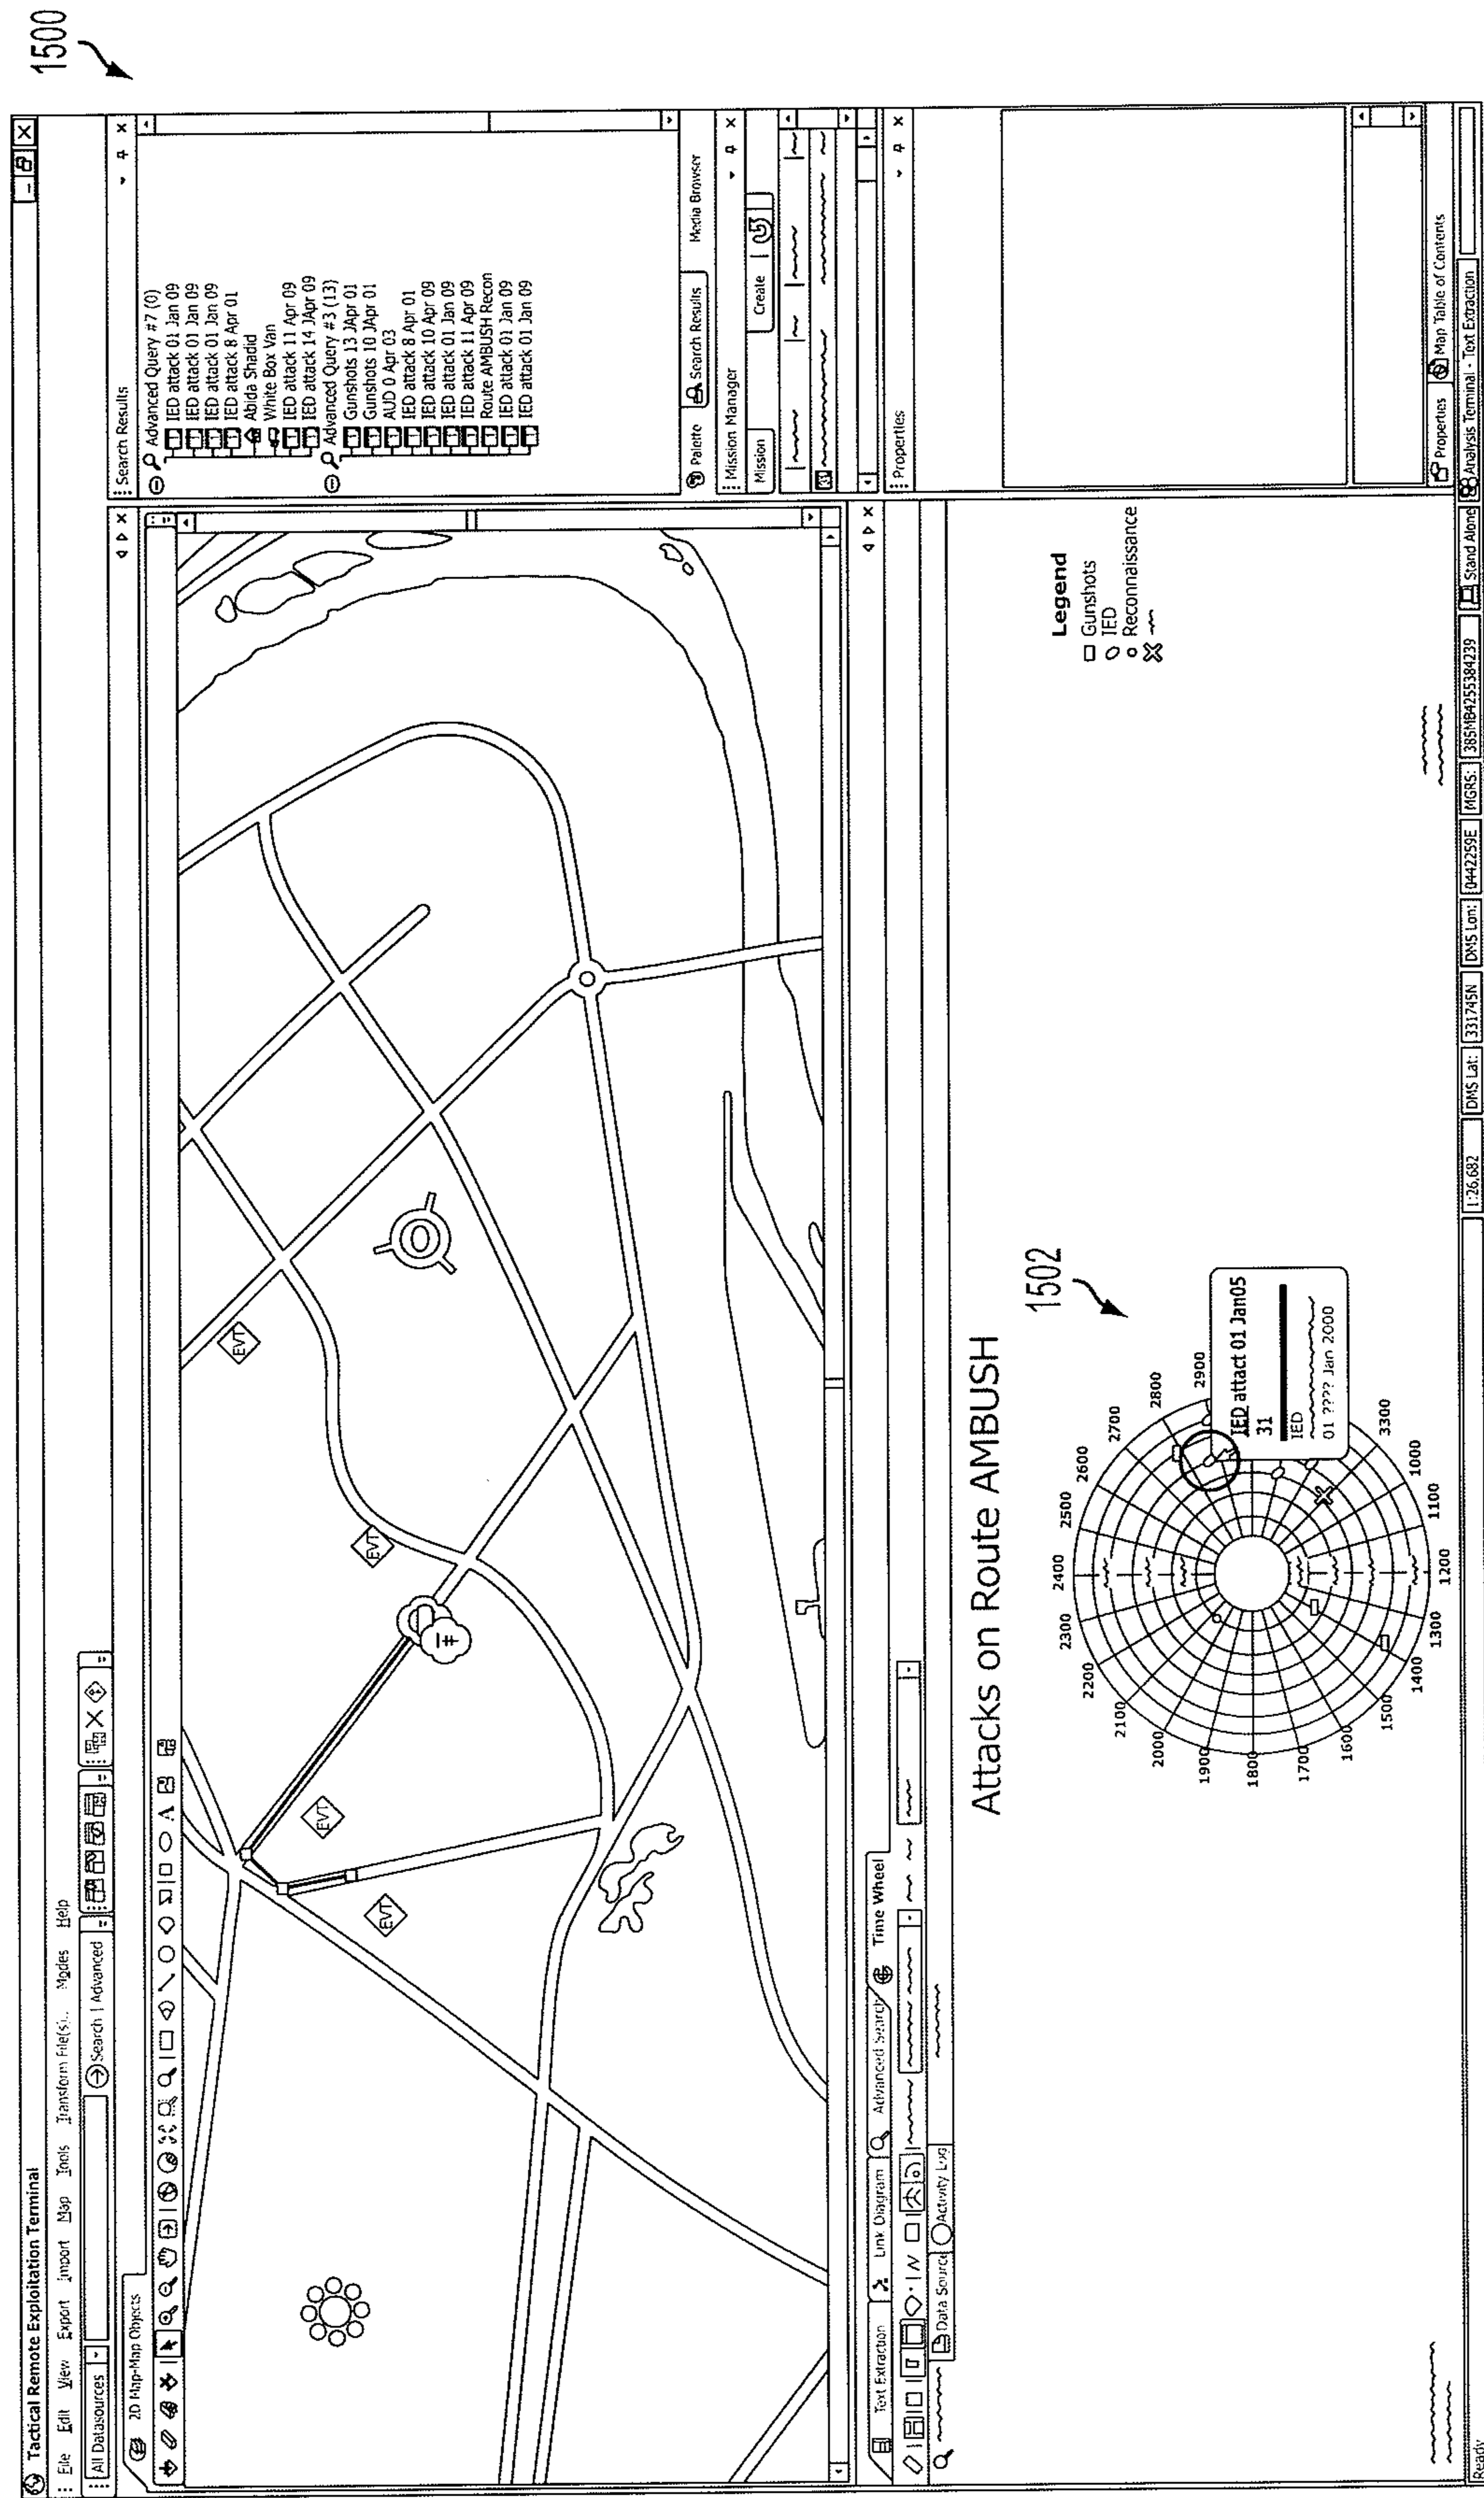 1500
Tactical Remote Exploitation Terminal
File Edit View Export Import Map Tools Transform File(s).. Modes Help
All Datasources Search | Advanced
2D Map-Map Objects
A
EVT
EVT
EVT
EVT
Search Results
Advanced Query #7 (0)
IED attack 01 Jan 09
IED attack 01 Jan 09
IED attack 01 Jan 09
IED attack 8 Apr 01
Abida Shadid
White Box Van
IED attack 11 Apr 09
IED attack 14 JApr 09
Advanced Query #3 (13)
Gunshots 13 JApr 01
Gunshots 10 JApr 01
AUD 0 Apr 03
IED attack 8 Apr 01
IED attack 10 Apr 09
IED attack 01 Jan 09
IED attack 11 Apr 09
Route AMBUSH Recon
IED attack 01 Jan 09
IED attack 01 Jan 09
Palette Search Results Media Browser
Mission Manager
Mission Create
Properties
Properties Map Table of Contents
Text Extraction Link Diagram Advanced Search Time Wheel
Data Source Activity Log
Attacks on Route AMBUSH
1502
Legend
Gunshots
IED
Reconnaissance
2400
2500
2600
2700
2800
2900
3300
1000
1100
1200
1300
1400
1500
1600
1700
1800
1900
2000
2100
2200
2300
IED attact 01 Jan05
31
IED
01 ???? Jan 2000
Ready 1:26,682 DMS Lat: 331745N DMS Lon: 0442259E MGRS: 385MB4255384239 Stand Alone Analysis Terminal - Text Extraction